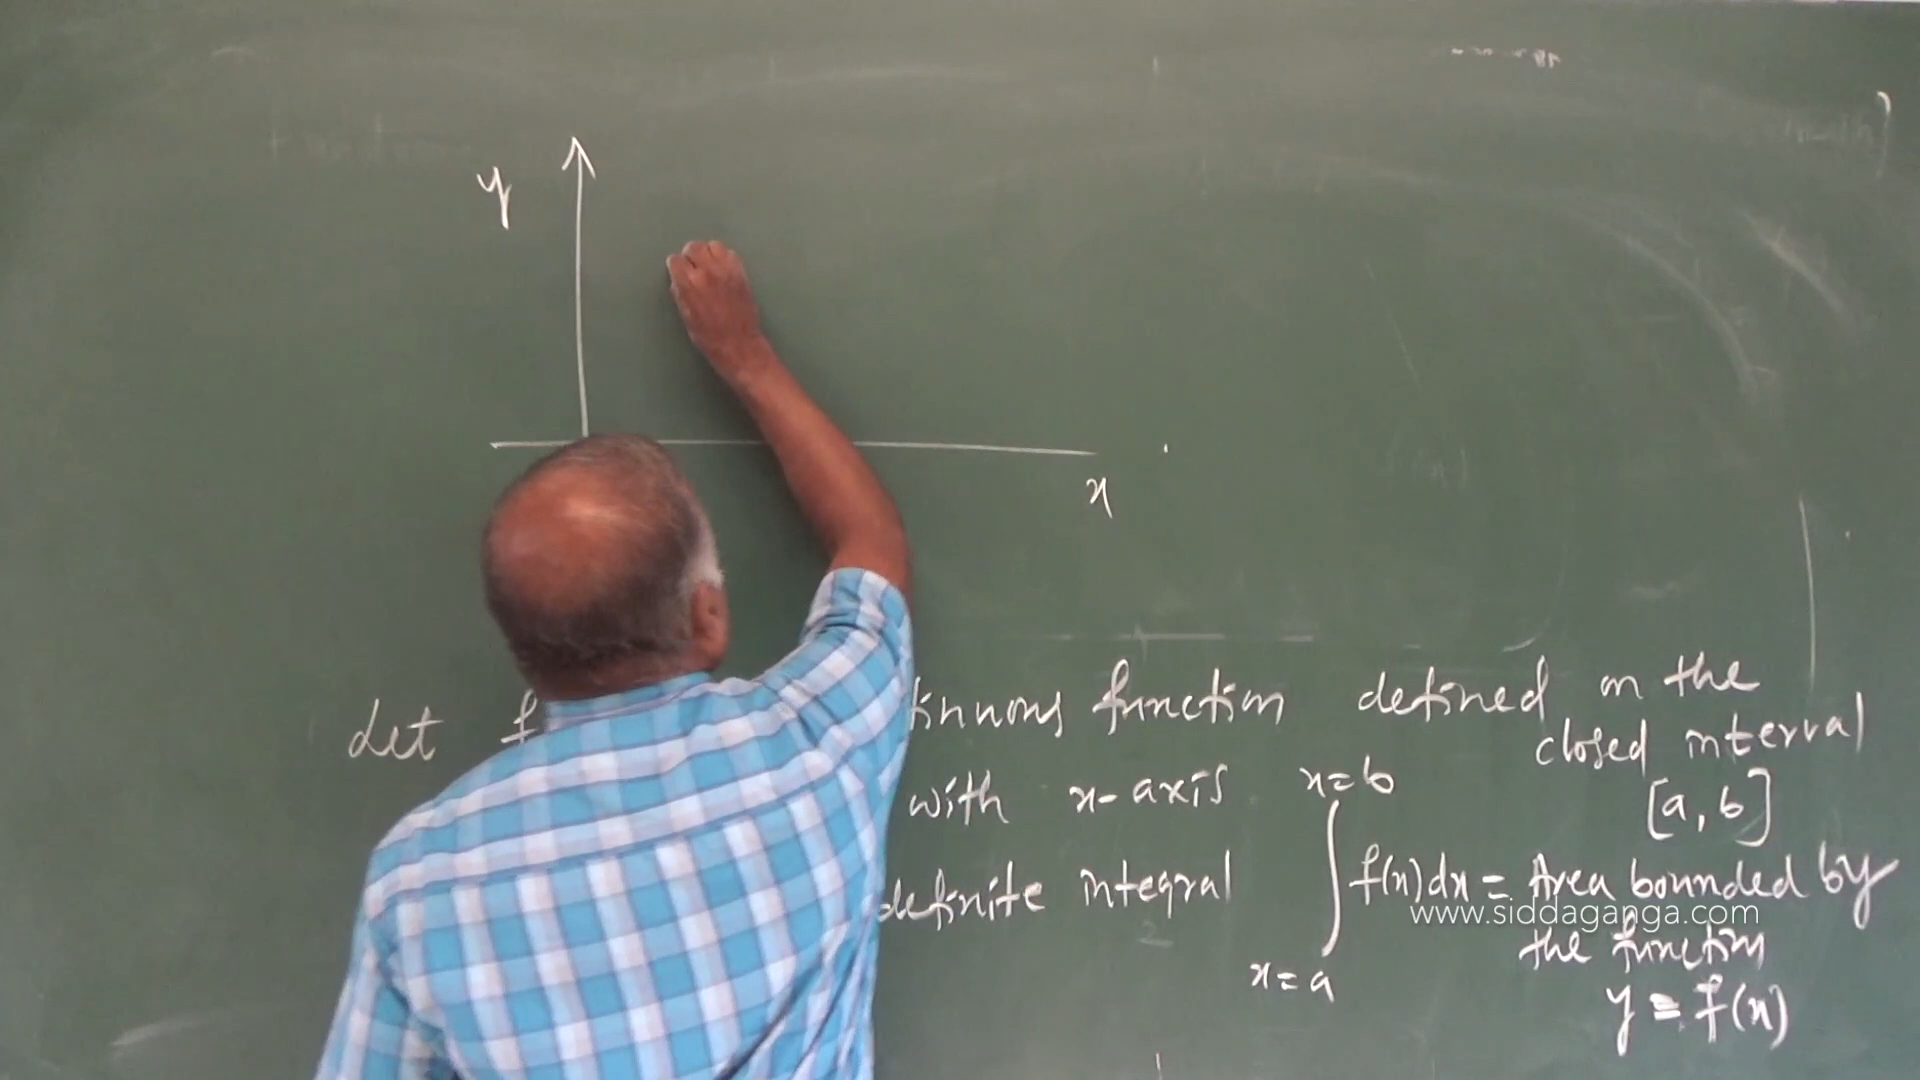 y
x
Let f tinuous function defined on the
closed interval
[a, b]
with x-axis
definite integral ∫ x=a x=b f(x)dx = Area bounded by
the function
y = f(x)
www.siddaganga.com